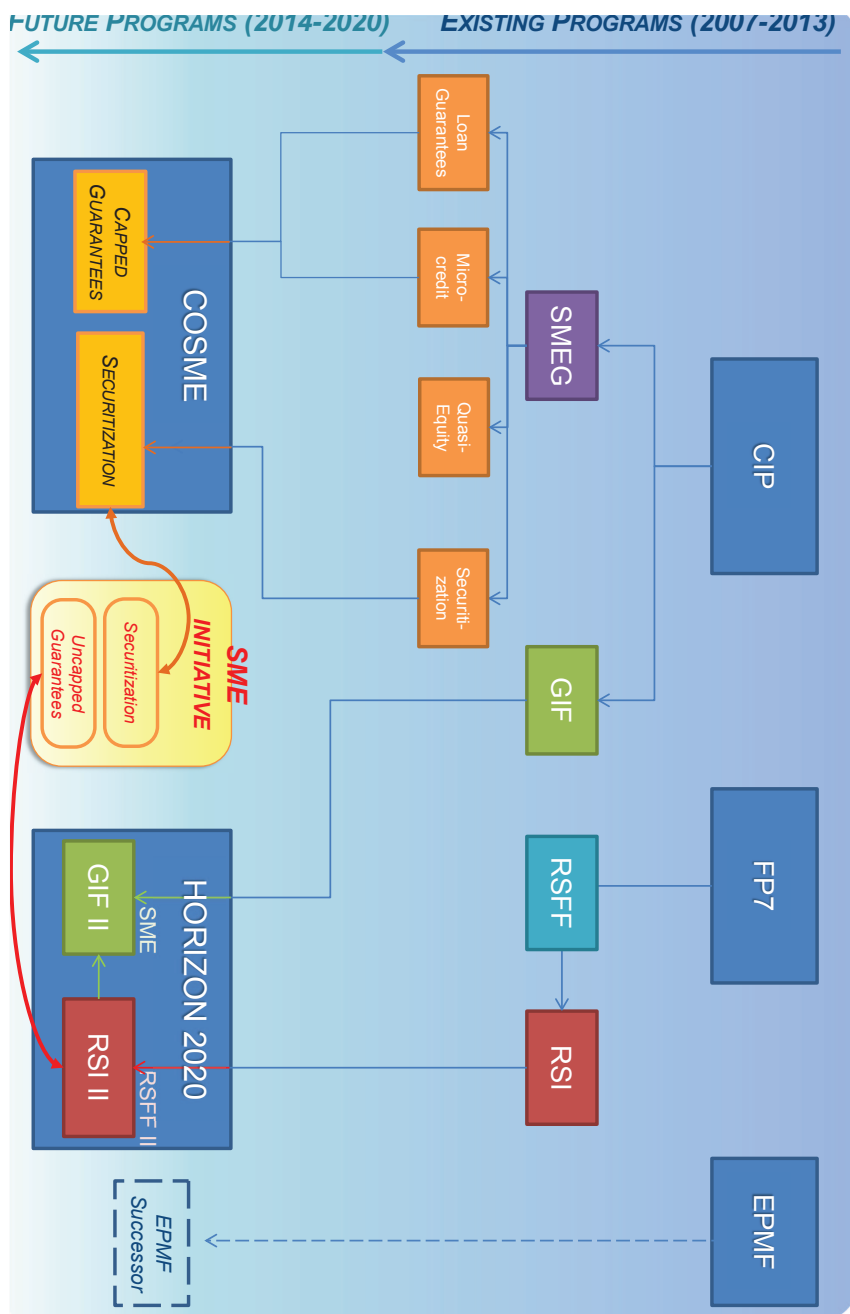 EXISTING PROGRAMS (2007-2013)
FUTURE PROGRAMS (2014-2020)
CIP
FP7
EPMF
SMEG
GIF
RSFF
RSI
Loan
Guarantees
Micro-
credit
Quasi-
Equity
Securiti-
zation
COSME
CAPPED
GUARANTEES
SECURITIZATION
SME
INITIATIVE
Securitization
Uncapped
Guarantees
HORIZON 2020
SME
GIF II
RSFF II
RSI II
EPMF
Successor